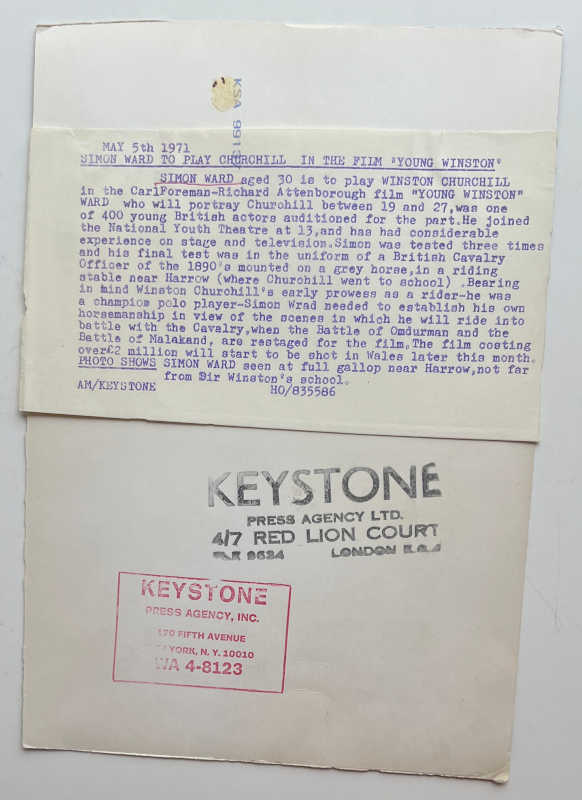 KSA 991
MAY 5th 1971
SIMON WARD TO PLAY CHURCHILL IN THE FILM "YOUNG WINSTON"
SIMON WARD aged 30 is to play WINSTON CHURCHILL
in the CarlForeman-Richard Attenborough film "YOUNG WINSTON"
WARD who will portray Churchill between 19 and 27,was one
of 400 young British actors auditioned for the part.He joined
the National Youth Theatre at 13,and has had considerable
experience on stage and television.Simon was tested three times
and his final test was in the uniform of a British Cavalry
Officer of the 1890's mounted on a grey horse,in a riding
stable near Harrow (where Churchill went to school) .Bearing
in mind Winston Churchill's early prowess as a rider-he was
a champion polo player-Simon Wrad needed to establish his own
horsemanship in view of the scenes in which he will ride into
battle with the Cavalry,when the Battle of Omdurman and the
Battle of Malakand, are restaged for the film.The film costing
over£2 million will start to be shot in Wales later this month.
PHOTO SHOWS SIMON WARD seen at full gallop near Harrow,not far
from Sir Winston's school.
AM/KEYSTONE HO/835586
KEYSTONE
PRESS AGENCY LTD.
4/7 RED LION COURT
LONDON E.C.4
KEYSTONE
PRESS AGENCY, INC.
170 FIFTH AVENUE
YORK, N. Y. 10010
WA 4-8123